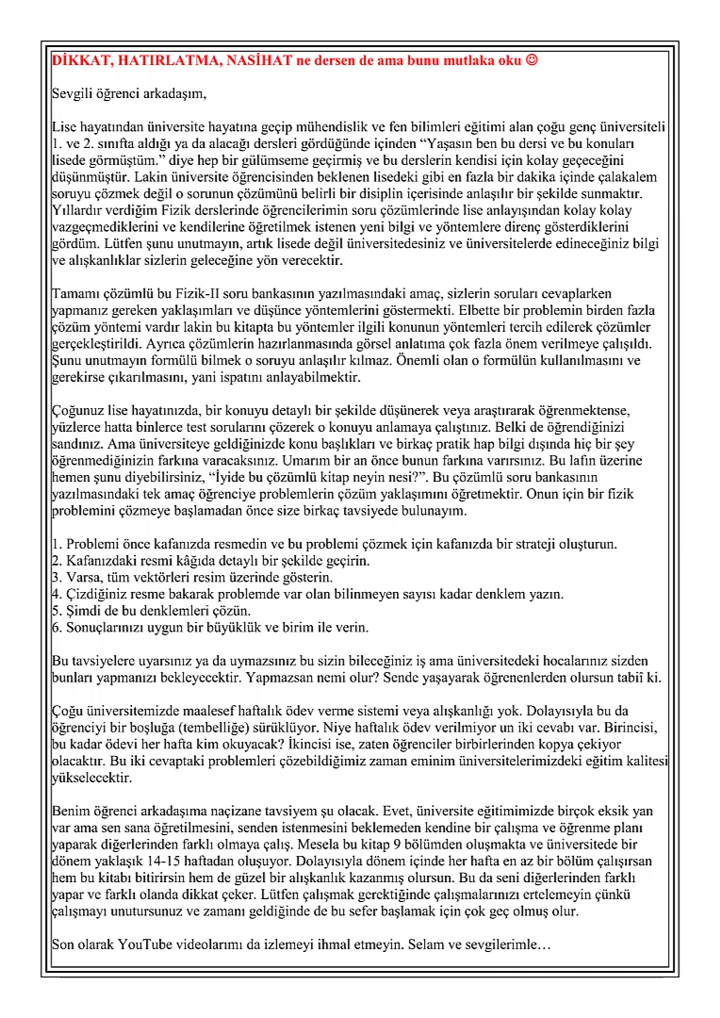 DİKKAT, HATIRLATMA, NASİHAT ne dersen de ama bunu mutlaka oku ☺
Sevgili öğrenci arkadaşım,
Lise hayatından üniversite hayatına geçip mühendislik ve fen bilimleri eğitimi alan çoğu genç üniversiteli
1. ve 2. sınıfta aldığı ya da alacağı dersleri gördüğünde içinden “Yaşasın ben bu dersi ve bu konuları
lisede görmüştüm.” diye hep bir gülümseme geçirmiş ve bu derslerin kendisi için kolay geçeceğini
düşünmüştür. Lakin üniversite öğrencisinden beklenen lisedeki gibi en fazla bir dakika içinde çalakalem
soruyu çözmek değil o sorunun çözümünü belirli bir disiplin içerisinde anlaşılır bir şekilde sunmaktır.
Yıllardır verdiğim Fizik derslerinde öğrencilerimin soru çözümlerinde lise anlayışından kolay kolay
vazgeçmediklerini ve kendilerine öğretilmek istenen yeni bilgi ve yöntemlere direnç gösterdiklerini
gördüm. Lütfen şunu unutmayın, artık lisede değil üniversitedesiniz ve üniversitelerde edineceğiniz bilgi
ve alışkanlıklar sizlerin geleceğine yön verecektir.
Tamamı çözümlü bu Fizik-II soru bankasının yazılmasındaki amaç, sizlerin soruları cevaplarken
yapmanız gereken yaklaşımları ve düşünce yöntemlerini göstermekti. Elbette bir problemin birden fazla
çözüm yöntemi vardır lakin bu kitapta bu yöntemler ilgili konunun yöntemleri tercih edilerek çözümler
gerçekleştirildi. Ayrıca çözümlerin hazırlanmasında görsel anlatıma çok fazla önem verilmeye çalışıldı.
Şunu unutmayın formülü bilmek o soruyu anlaşılır kılmaz. Önemli olan o formülün kullanılmasını ve
gerekirse çıkarılmasını, yani ispatını anlayabilmektir.
Çoğunuz lise hayatınızda, bir konuyu detaylı bir şekilde düşünerek veya araştırarak öğrenmektense,
yüzlerce hatta binlerce test sorularını çözerek o konuyu anlamaya çalıştınız. Belki de öğrendiğinizi
sandınız. Ama üniversiteye geldiğinizde konu başlıkları ve birkaç pratik hap bilgi dışında hiç bir şey
öğrenmediğinizin farkına varacaksınız. Umarım bir an önce bunun farkına varırsınız. Bu lafın üzerine
hemen şunu diyebilirsiniz, “İyide bu çözümlü kitap neyin nesi?”. Bu çözümlü soru bankasının
yazılmasındaki tek amaç öğrenciye problemlerin çözüm yaklaşımını öğretmektir. Onun için bir fizik
problemini çözmeye başlamadan önce size birkaç tavsiyede bulunayım.
1. Problemi önce kafanızda resmedin ve bu problemi çözmek için kafanızda bir strateji oluşturun.
2. Kafanızdaki resmi kâğıda detaylı bir şekilde geçirin.
3. Varsa, tüm vektörleri resim üzerinde gösterin.
4. Çizdiğiniz resme bakarak problemde var olan bilinmeyen sayısı kadar denklem yazın.
5. Şimdi de bu denklemleri çözün.
6. Sonuçlarınızı uygun bir büyüklük ve birim ile verin.
Bu tavsiyelere uyarsınız ya da uymazsınız bu sizin bileceğiniz iş ama üniversitedeki hocalarınız sizden
bunları yapmanızı bekleyecektir. Yapmazsan nemi olur? Sende yaşayarak öğrenenlerden olursun tabiî ki.
Çoğu üniversitemizde maalesef haftalık ödev verme sistemi veya alışkanlığı yok. Dolayısıyla bu da
öğrenciyi bir boşluğa (tembelliğe) sürüklüyor. Niye haftalık ödev verilmiyor un iki cevabı var. Birincisi,
bu kadar ödevi her hafta kim okuyacak? İkincisi ise, zaten öğrenciler birbirlerinden kopya çekiyor
olacaktır. Bu iki cevaptaki problemleri çözebildiğimiz zaman eminim üniversitelerimizdeki eğitim kalitesi
yükselecektir.
Benim öğrenci arkadaşıma naçizane tavsiyem şu olacak. Evet, üniversite eğitimimizde birçok eksik yan
var ama sen sana öğretilmesini, senden istenmesini beklemeden kendine bir çalışma ve öğrenme planı
yaparak diğerlerinden farklı olmaya çalış. Mesela bu kitap 9 bölümden oluşmakta ve üniversitede bir
dönem yaklaşık 14-15 haftadan oluşuyor. Dolayısıyla dönem içinde her hafta en az bir bölüm çalışırsan
hem bu kitabı bitirirsin hem de güzel bir alışkanlık kazanmış olursun. Bu da seni diğerlerinden farklı
yapar ve farklı olanda dikkat çeker. Lütfen çalışmak gerektiğinde çalışmalarınızı ertelemeyin çünkü
çalışmayı unutursunuz ve zamanı geldiğinde de bu sefer başlamak için çok geç olmuş olur.
Son olarak YouTube videolarımı da izlemeyi ihmal etmeyin. Selam ve sevgilerimle…